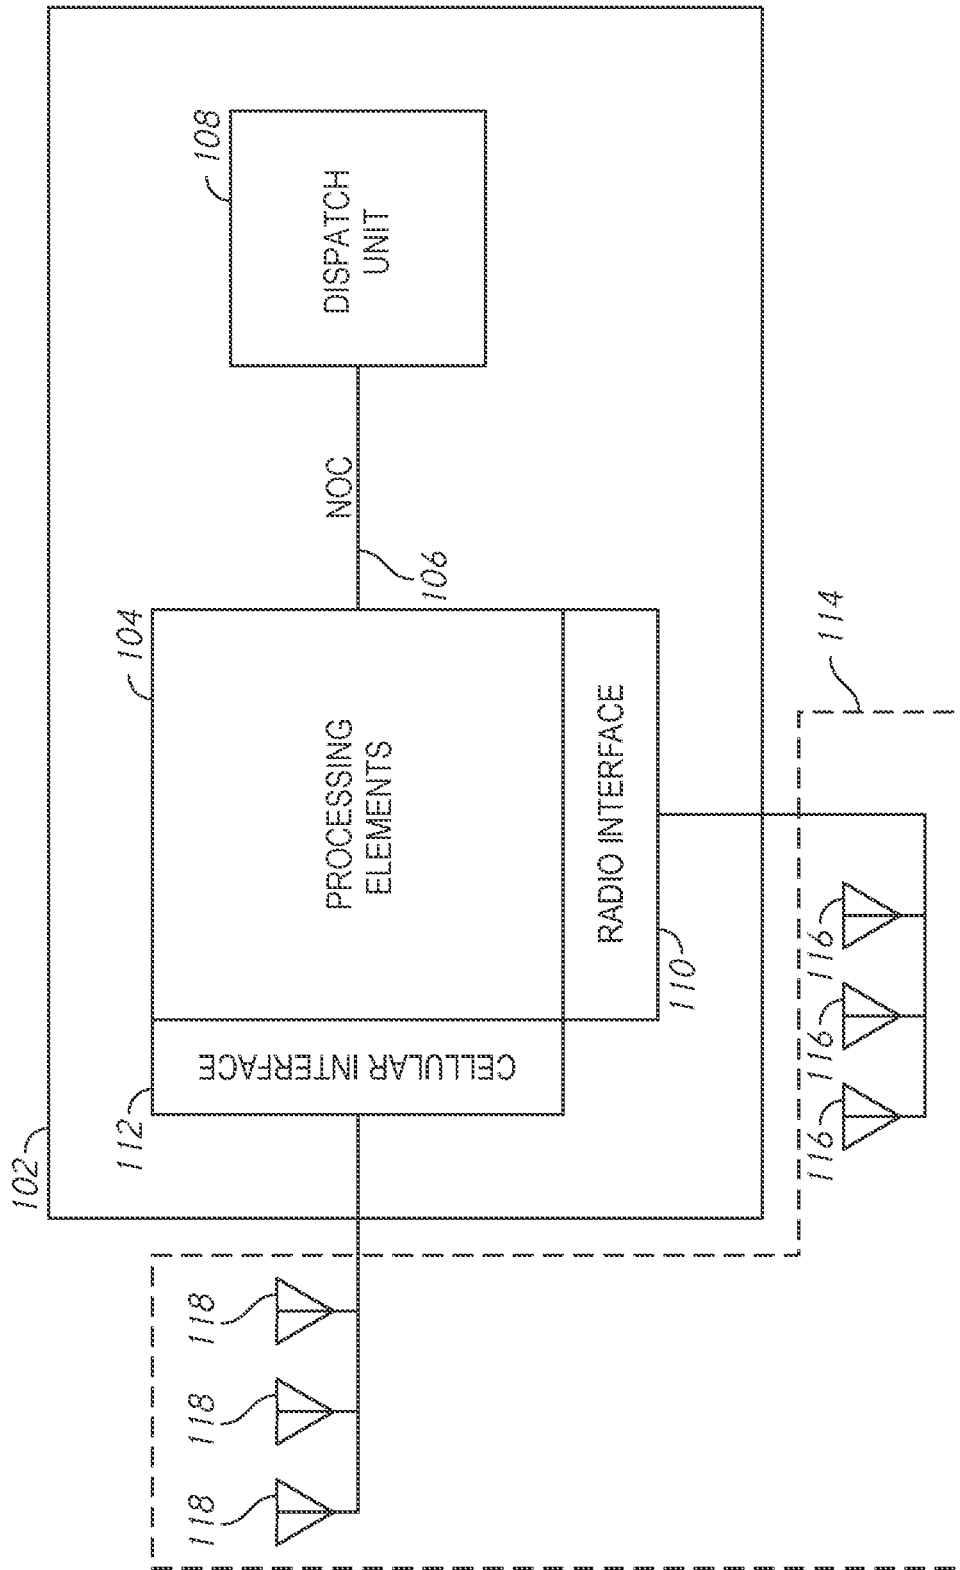 102
112
104
118
118
118
108
CELLULAR INTERFACE
PROCESSING
ELEMENTS
NOC
DISPATCH
UNIT
106
RADIO INTERFACE
110
116
116
116
114